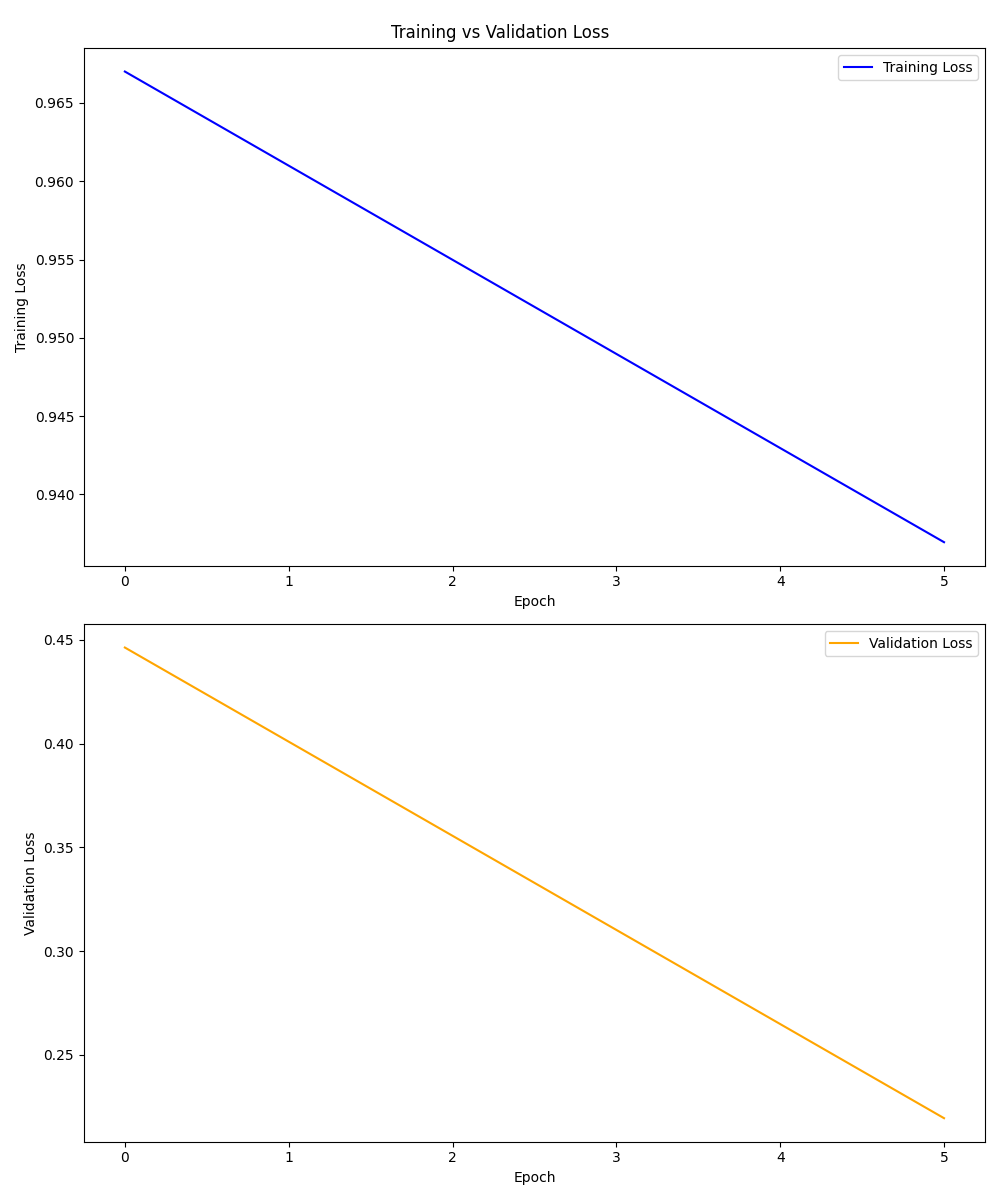 Training vs Validation Loss
Training Loss
0.965
0.960
0.955
0.950
0.945
0.940
Training Loss
0 1 2 3 4 5
Epoch
Validation Loss
0.45
0.40
0.35
0.30
0.25
Validation Loss
0 1 2 3 4 5
Epoch